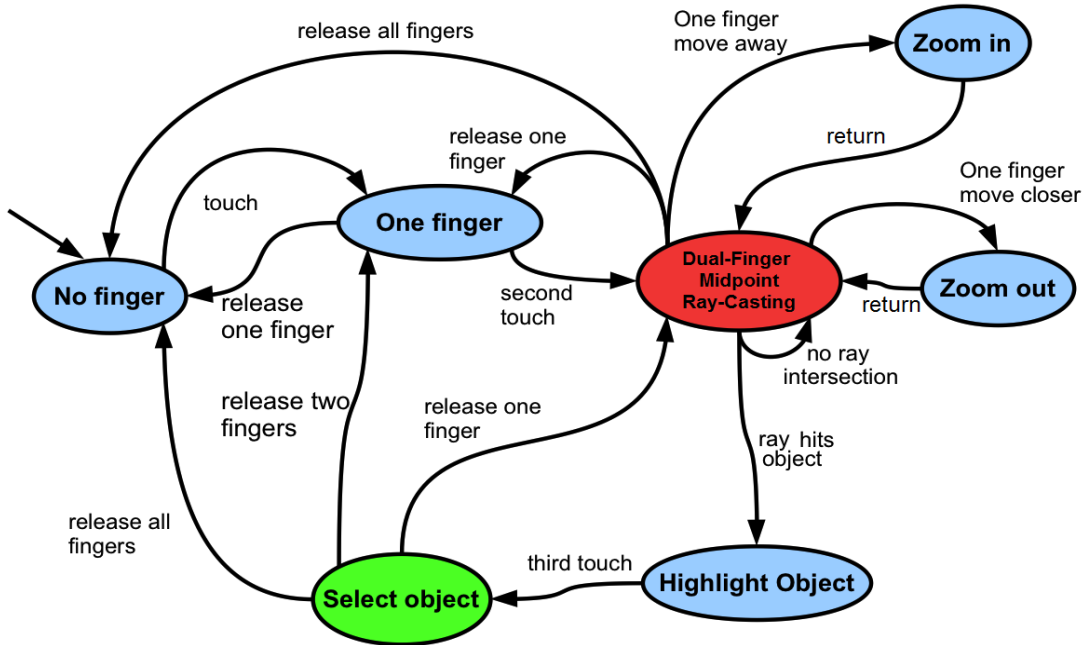 release all fingers
One finger
move away
Zoom in
release one
finger
return
One finger
move closer
touch
One finger
Dual-Finger
Midpoint
Ray-Casting
No finger
second
touch
Zoom out
return
release
one finger
no ray
intersection
release two
fingers
release one
finger
ray hits
object
release all
fingers
third touch
Highlight Object
Select object